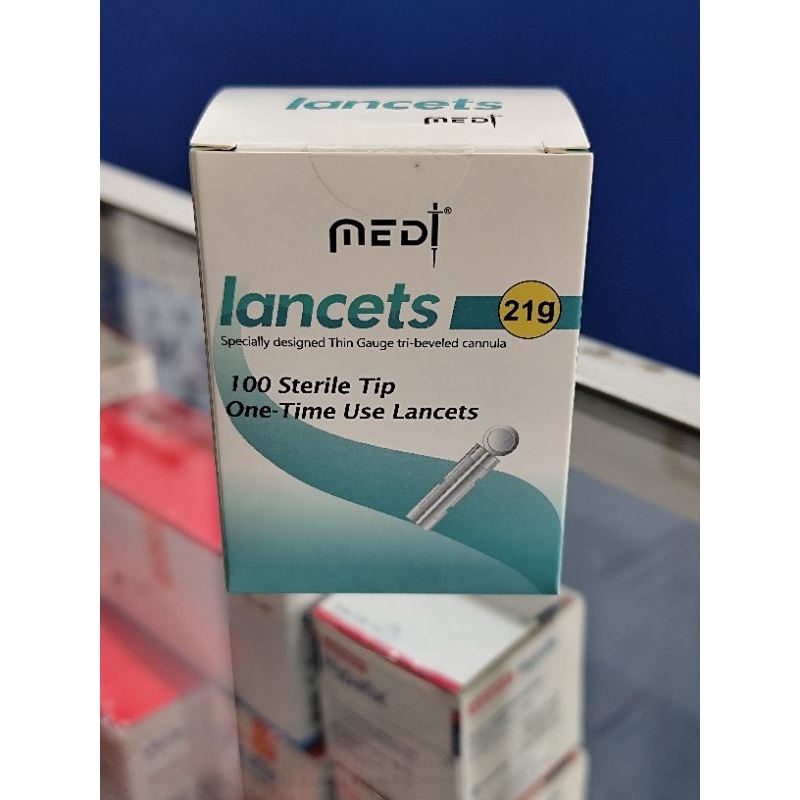 lancets
MEDI
MEDI®
lancets 21g
Specially designed Thin Gauge tri-beveled cannula
100 Sterile Tip
One-Time Use Lancets